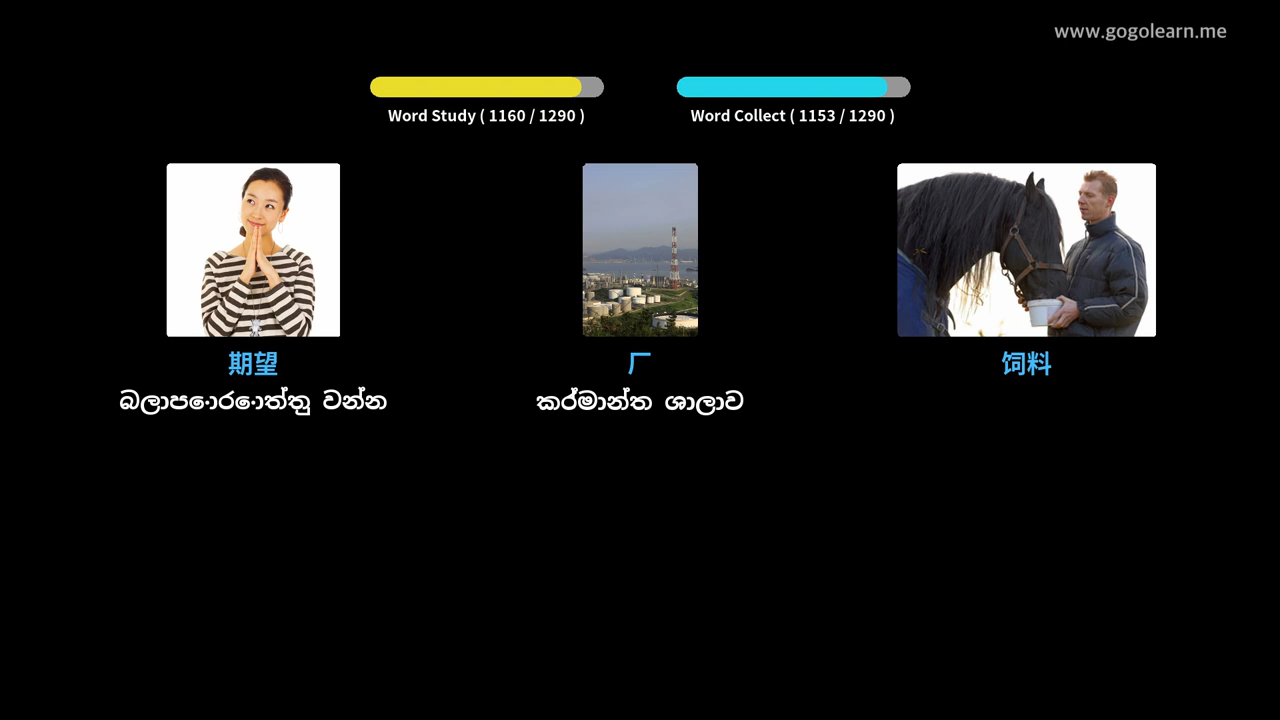 www.gogolearn.me
Word Study ( 1160 / 1290 )
Word Collect ( 1153 / 1290 )
期望
厂
饲料
බලාපොරොත්තු වන්න
කර්මාන්ත ශාලාව